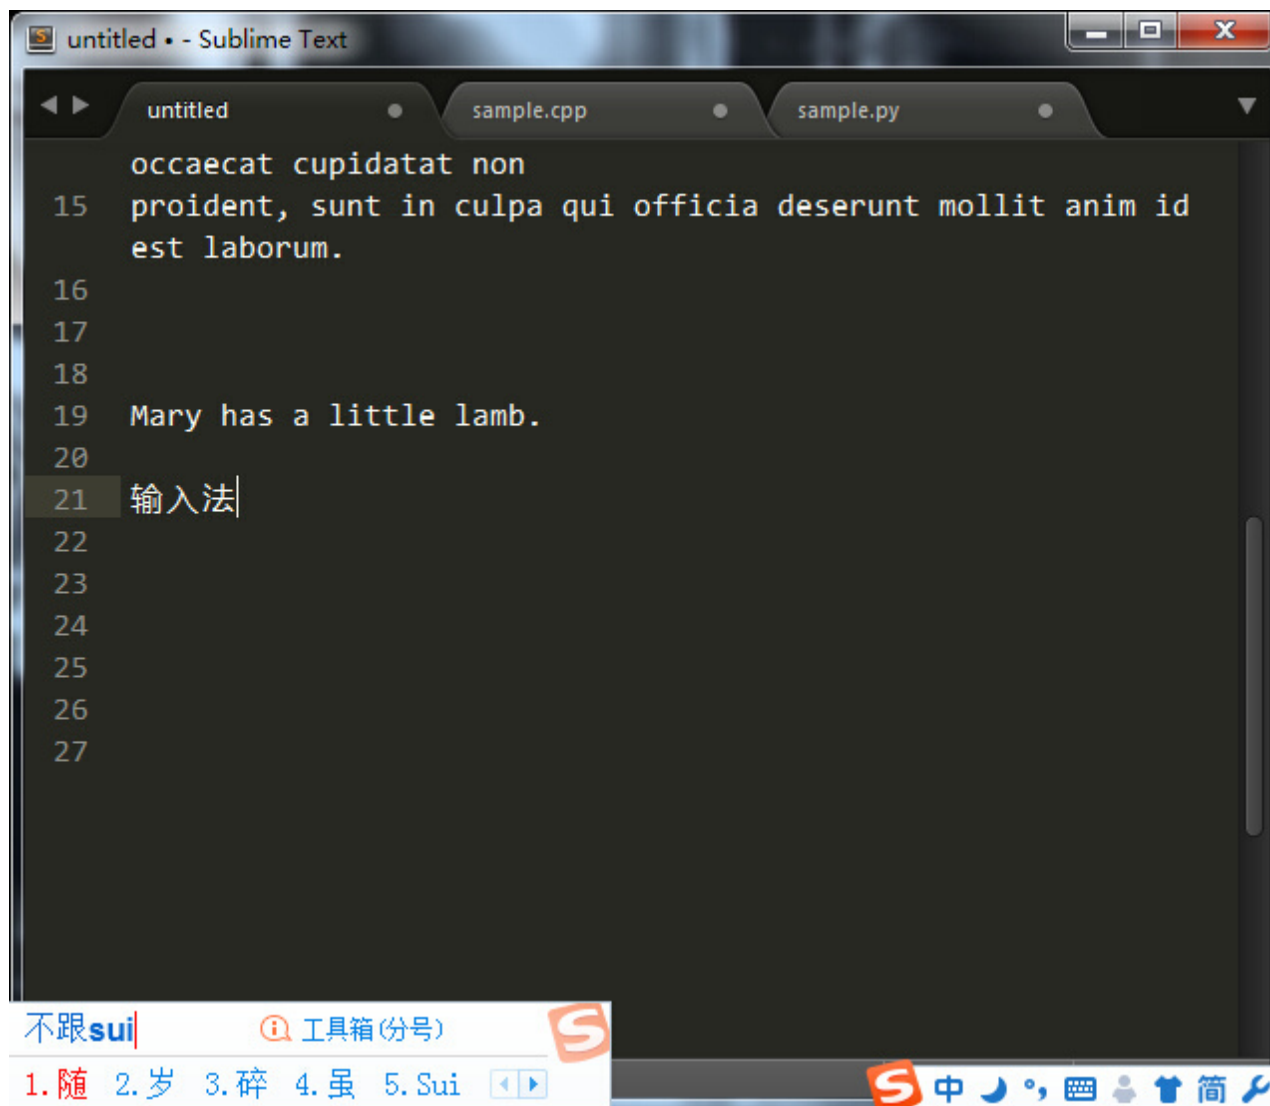 untitled • - Sublime Text
untitled
sample.cpp
sample.py
occaecat cupidatat non
15 proident, sunt in culpa qui officia deserunt mollit anim id
est laborum.
16
17
18
19 Mary has a little lamb.
20
21 输入法
22
23
24
25
26
27
不跟sui 工具箱(分号)
1.随 2.岁 3.碎 4.虽 5.Sui
中 °, 简